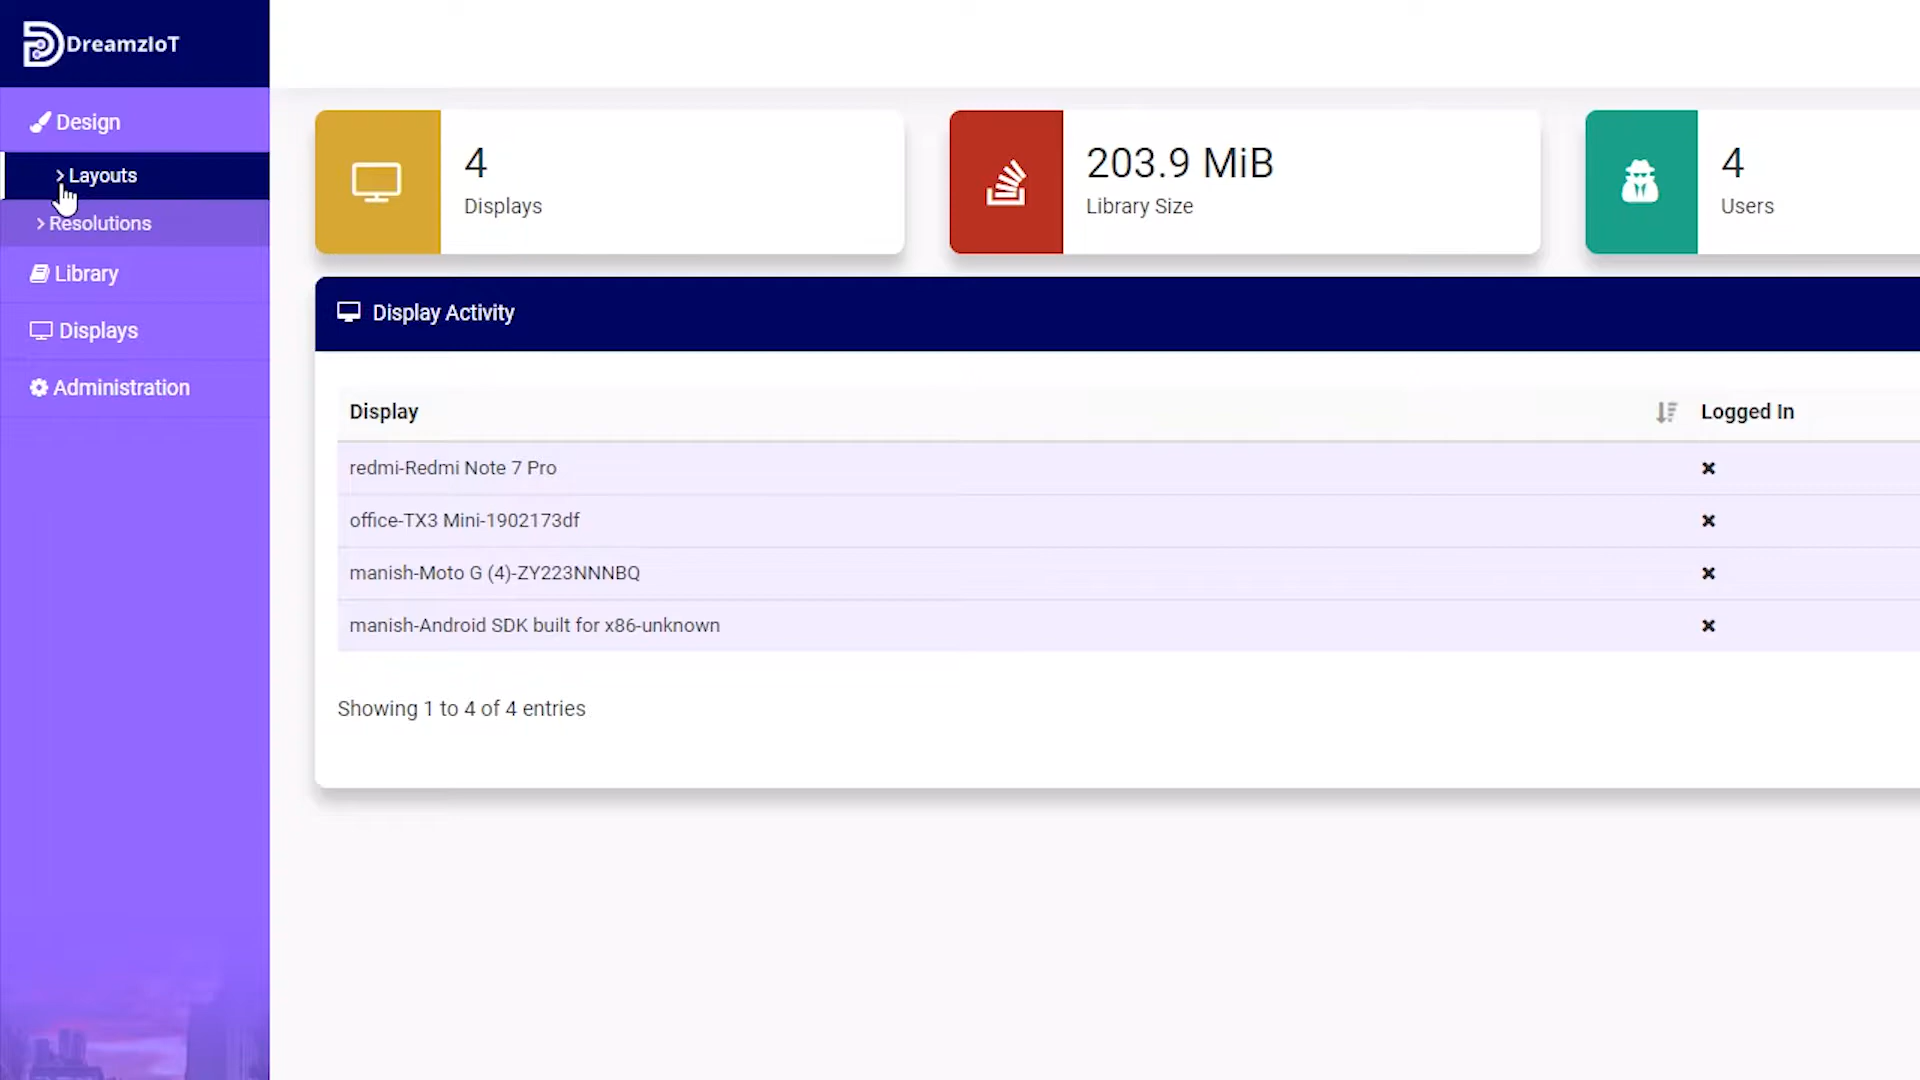 DreamzIoT
Design
Layouts
Resolutions
Library
Displays
Administration
4
Displays
203.9 MiB
Library Size
4
Users
Display Activity
Display Logged In
redmi-Redmi Note 7 Pro
office-TX3 Mini-1902173df
manish-Moto G (4)-ZY223NNNBQ
manish-Android SDK built for x86-unknown
Showing 1 to 4 of 4 entries